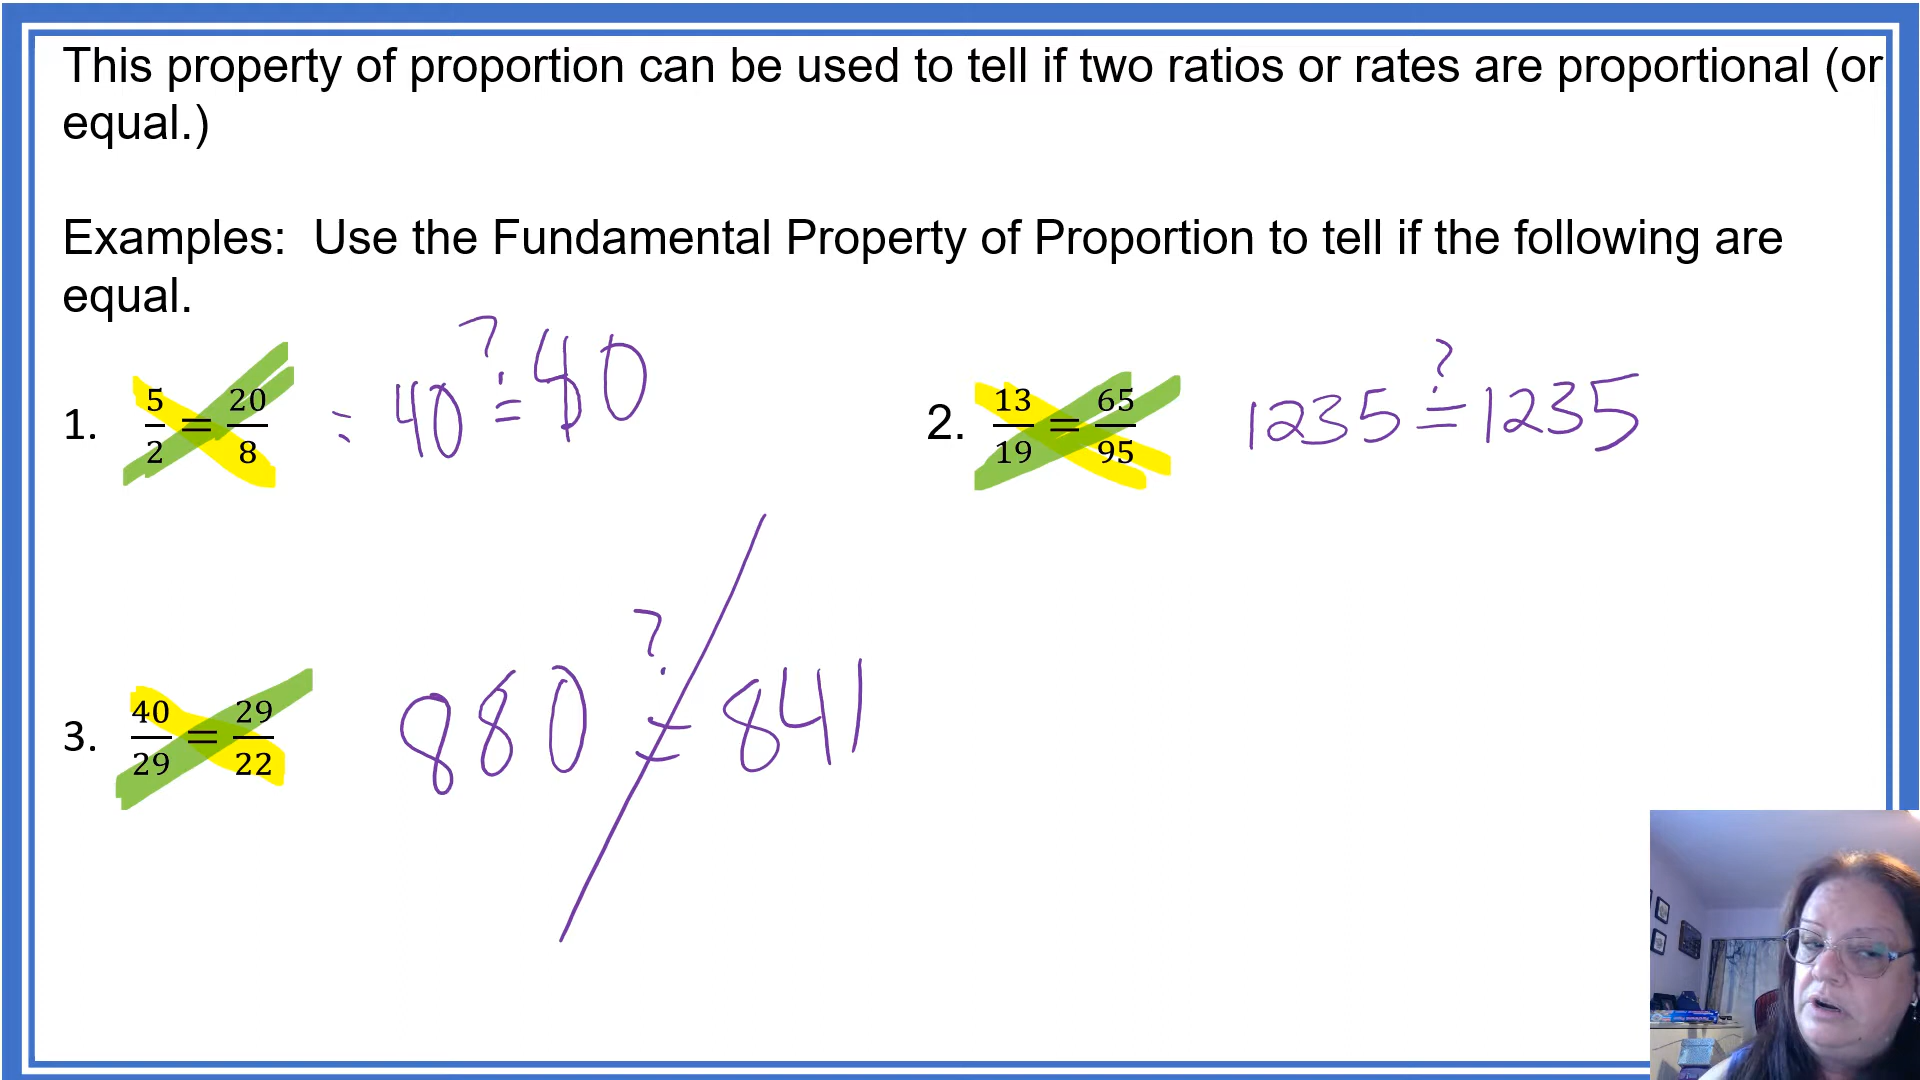 This property of proportion can be used to tell if two ratios or rates are proportional (or
equal.)
Examples: Use the Fundamental Property of Proportion to tell if the following are
equal.
1. 5/2 = 20/8 = 40 ?= 40
2. 13/19 = 65/95 1235 ?= 1235
3. 40/29 = 29/22 880 ?= 841